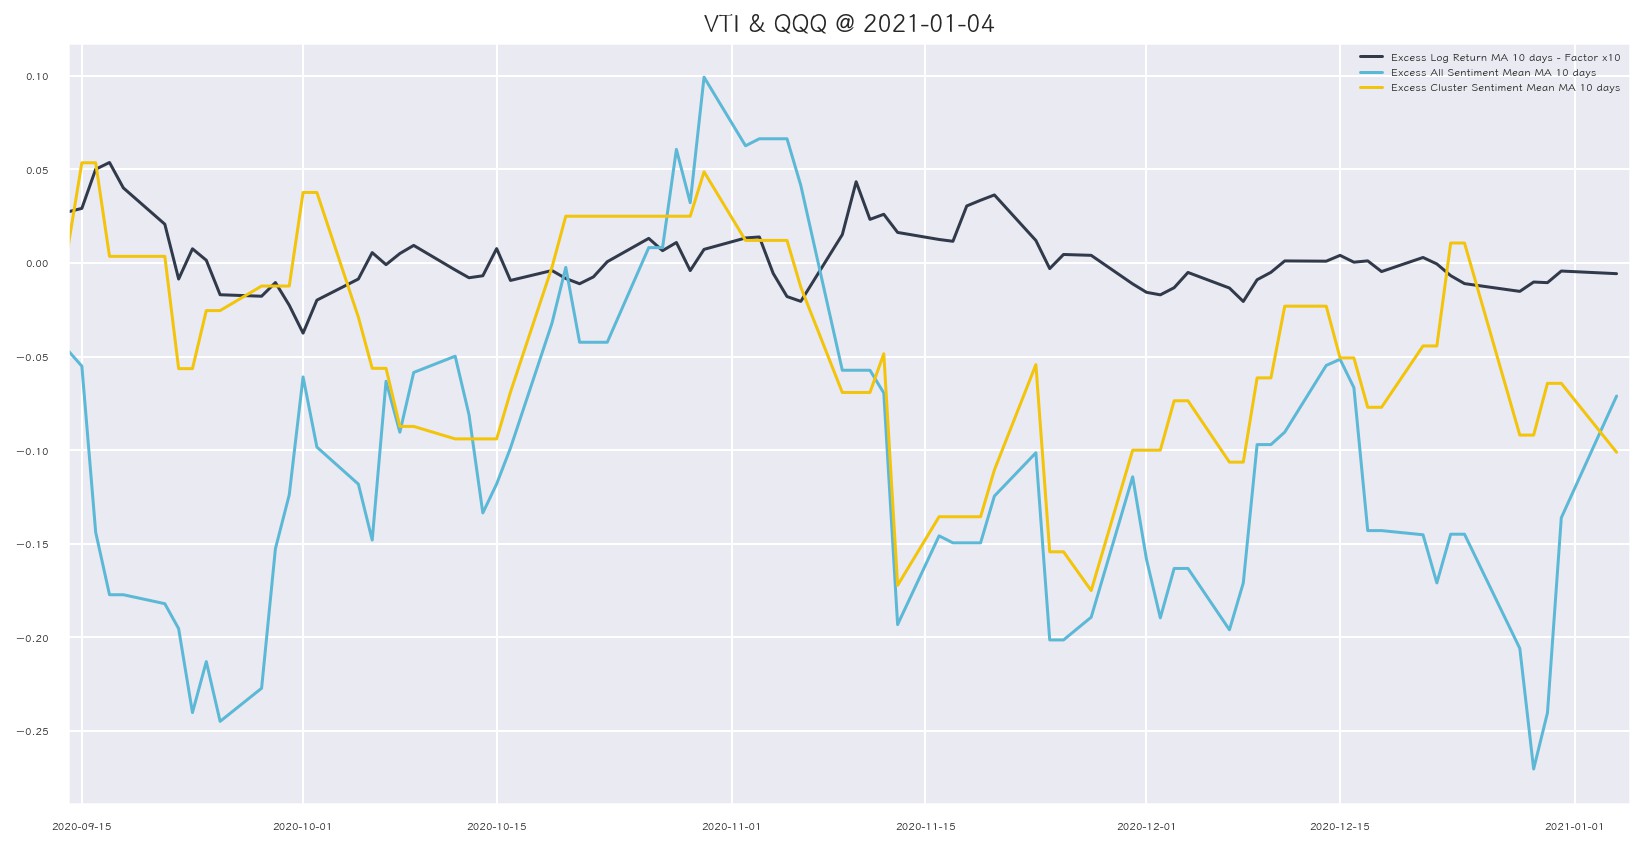 VTI & QQQ @ 2021-01-04
Excess Log Return MA 10 days - Factor x10
Excess All Sentiment Mean MA 10 days
Excess Cluster Sentiment Mean MA 10 days
0.10
0.05
0.00
−0.05
−0.10
−0.15
−0.20
−0.25
2020-09-15 2020-10-01 2020-10-15 2020-11-01 2020-11-15 2020-12-01 2020-12-15 2021-01-01